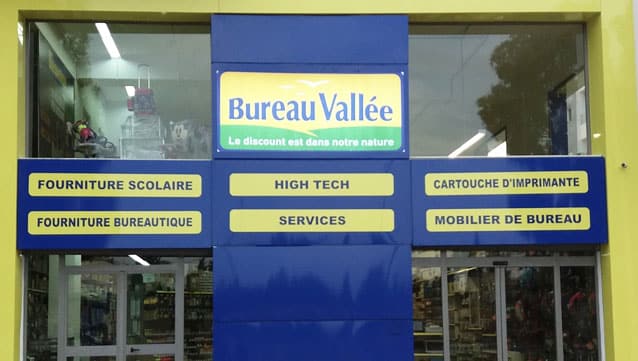 Bureau Vallée
Le discount est dans notre nature
FOURNITURE SCOLAIRE
HIGH TECH
CARTOUCHE D'IMPRIMANTE
FOURNITURE BUREAUTIQUE
SERVICES
MOBILIER DE BUREAU